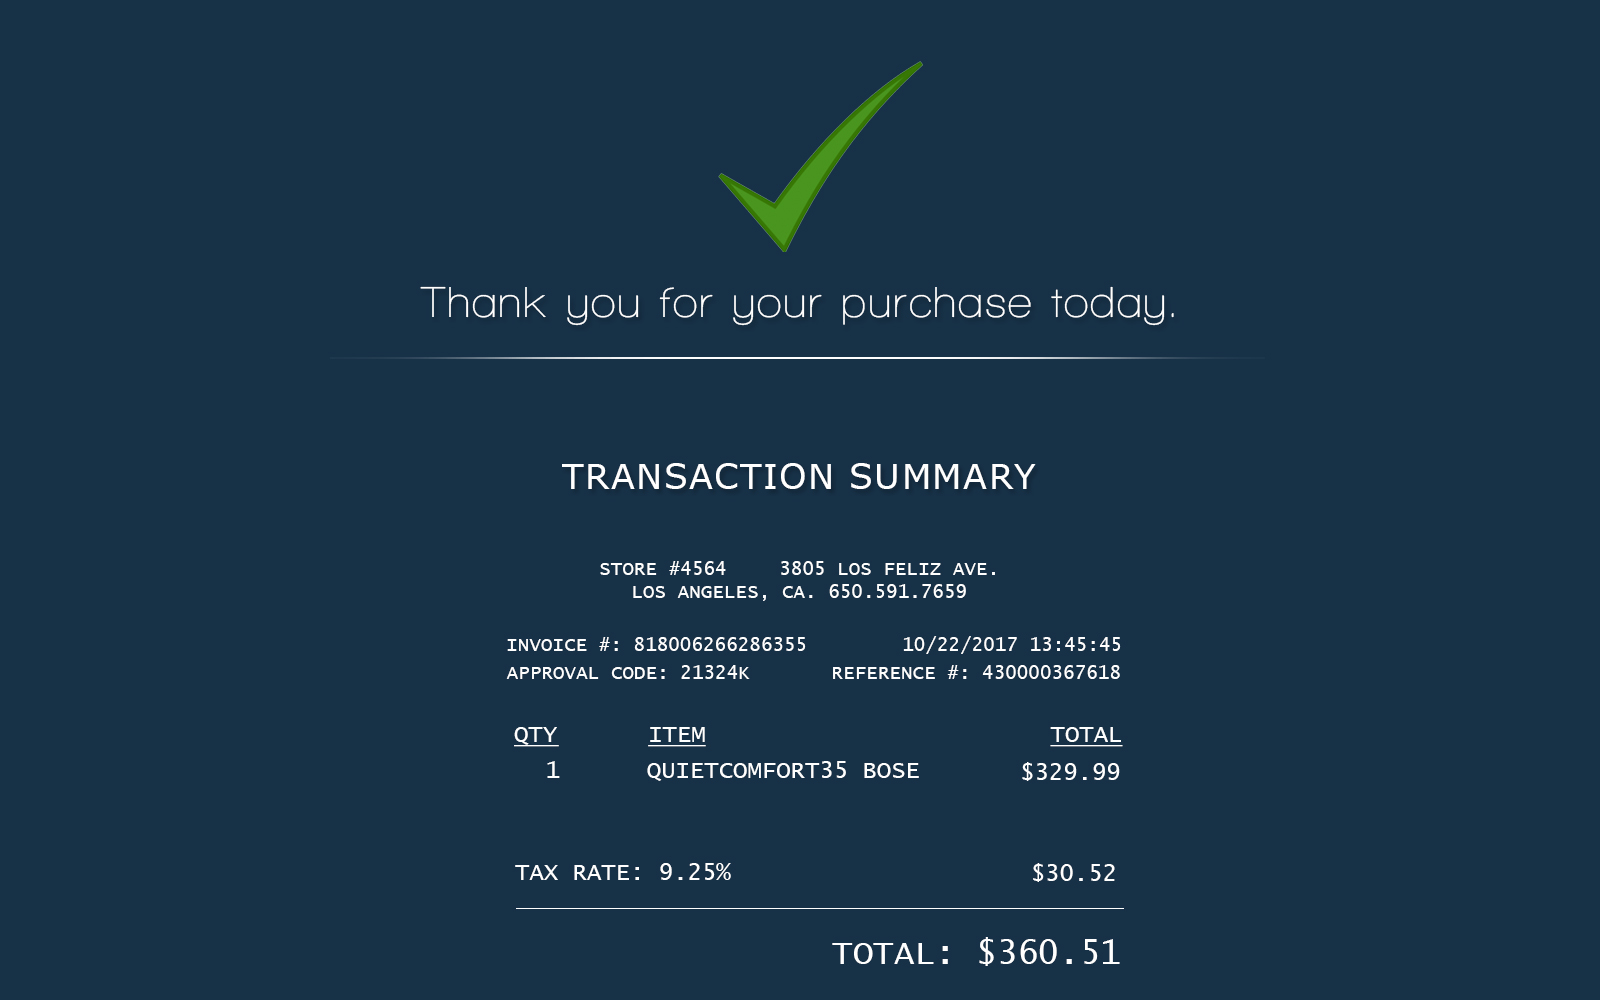 Thank you for your purchase today.
TRANSACTION SUMMARY
STORE #4564 3805 LOS FELIZ AVE.
LOS ANGELES, CA. 650.591.7659
INVOICE #: 818006266286355 10/22/2017 13:45:45
APPROVAL CODE: 21324K REFERENCE #: 430000367618
QTY ITEM TOTAL
1 QUIETCOMFORT35 BOSE $329.99
TAX RATE: 9.25% $30.52
TOTAL: $360.51